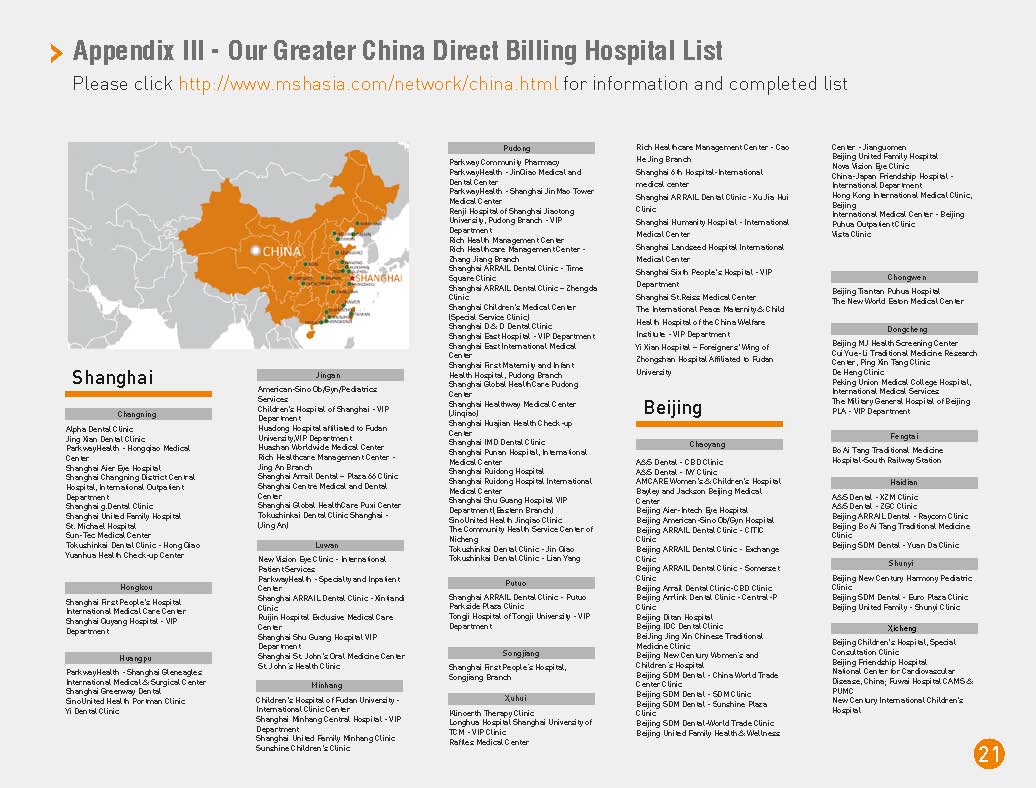 Appendix III - Our Greater China Direct Billing Hospital List
Please click http://www.mshasia.com/network/china.html for information and completed list
CHINA
SHANGHAI
Shanghai
Changning
Alpha Dental Clinic
Jing Xian Dental Clinic
ParkwayHealth - Hongqiao Medical
Center
Shanghai Aier Eye Hospital
Shanghai Changning District Central
Hospital, International Outpatient
Department
Shanghai g.Dental Clinic
Shanghai United Family Hospital
St. Michael Hospital
Sun-Tec Medical Center
Tokushinkai Dental Clinic - Hong Qiao
Yuanhua Health Check-up Center
Hongkou
Shanghai First People's Hospital
International Medical Care Center
Shanghai Guyang Hospital - VIP
Department
Huangpu
ParkwayHealth - Shanghai Gleneagles
International Medical & Surgical Center
Shanghai Greenway Dental
SinoUnited Health Portman Clinic
Yi Dental Clinic
Jingan
American-Sino Ob/Gyn/Pediatrics
Services
Children's Hospital of Shanghai - VIP
Department
Huadong Hospital affiliated to Fudan
University,VIP Department
Huashan Worldwide Medical Center
Rich Healthcare Management Center -
Jing An Branch
Shanghai Arrail Dental – Plaza 66 Clinic
Shanghai Centre Medical and Dental
Center
Shanghai Global HealthCare Puxi Center
Tokushinkai Dental Clinic Shanghai -
(Jing An)
Luwan
New Vision Eye Clinic - International
Patient Services
ParkwayHealth - Specialty and Inpatient
Center
Shanghai ARRAIL Dental Clinic - Xintiandi
Clinic
Ruijin Hospital Exclusive Medical Care
Center
Shanghai Shu Guang Hospital VIP
Department
Shanghai St. John's Oral Medicine Center
St John's Health Clinic
Minhang
Children's Hospital of Fudan University -
International Clinic Center
Shanghai Minhang Central Hospital - VIP
Department
Shanghai United Family Minhang Clinic
Sunshine Children's Clinic
Pudong
Parkway Community Pharmacy
ParkwayHealth - JinQiao Medical and
Dental Center
ParkwayHealth - Shanghai Jin Mao Tower
Medical Center
Renji Hospital of Shanghai Jiaotong
University, Pudong Branch - VIP
Department
Rich Health Management Center
Rich Healthcare Management Center -
Zhang Jiang Branch
Shanghai ARRAIL Dental Clinic - Time
Square Clinic
Shanghai ARRAIL Dental Clinic – Zhengda
Clinic
Shanghai Children's Medical Center
(Special Service Clinic)
Shanghai D & D Dental Clinic
Shanghai East Hospital - VIP Department
Shanghai East International Medical
Center
Shanghai First Maternity and Infant
Health Hospital, Pudong Branch
Shanghai Global HealthCare Pudong
Center
Shanghai Healthway Medical Center
(Jinqiao)
Shanghai Huajian Health Check-up
Center
Shanghai IMD Dental Clinic
Shanghai Punan Hospital, International
Medical Center
Shanghai Ruidong Hospital
Shanghai Ruidong Hospital International
Medical Center
Shanghai Shu Guang Hospital VIP
Department(Eastern Branch)
SinoUnited Health Jinqiao Clinic
The Community Health Service Center of
Nicheng
Tokushinkai Dental Clinic - Jin Qiao
Tokushinkai Dental Clinic - Lian Yang
Putuo
Shanghai ARRAIL Dental Clinic - Putuo
Parkside Plaza Clinic
Tongji Hospital of Tongji University - VIP
Department
Songjiang
Shanghai First People's Hospital,
Songjiang Branch
Xuhui
Klinoerth Therapy Clinic
Longhua Hospital Shanghai University of
TCM - VIP Clinic
Raffles Medical Center
Rich Healthcare Management Center - Cao
He Jing Branch
Shanghai 6th Hospital-International
medical center
Shanghai ARRAIL Dental Clinic - Xu Jia Hui
Clinic
Shanghai Humanity Hospital - International
Medical Center
Shanghai Landseed Hospital International
Medical Center
Shanghai Sixth People's Hospital - VIP
Department
Shanghai St.Reiss Medical Center
The International Peace Maternity & Child
Health Hospital of the China Welfare
Institute - VIP Department
Yi Xian Hospital – Foreigners' Wing of
Zhongshan Hospital Affiliated to Fudan
University
Beijing
Chaoyang
A&S Dental - CBD Clinic
A&S Dental - IVY Clinic
AMCARE Women's & Children's Hospital
Bayley and Jackson Beijing Medical
Center
Beijing Aier-Intech Eye Hospital
Beijing American-Sino Ob/Gyn Hospital
Beijing ARRAIL Dental Clinic - CITIC
Clinic
Beijing ARRAIL Dental Clinic - Exchange
Clinic
Beijing ARRAIL Dental Clinic - Somerset
Clinic
Beijing Arrail Dental Clinic-CBD Clinic
Beijing Arrlink Dental Clinic - Central -P
Clinic
Beijing Ditan Hospital
Beijing IDC Dental Clinic
BeiJing Jing Xin Chinese Traditional
Medicine Clinic
Beijing New Century Women's and
Children's Hospital
Beijing SDM Dental - China World Trade
Center Clinic
Beijing SDM Dental - SDM Clinic
Beijing SDM Dental - Sunshine Plaza
Clinic
Beijing SDM Dental-World Trade Clinic
Beijing United Family Health & Wellness
Center - Jianguomen
Beijing United Family Hospital
Nova Vision Eye Clinic
China-Japan Friendship Hospital -
International Department
Hong Kong International Medical Clinic,
Beijing
International Medical Center - Beijing
Puhua Outpatient Clinic
Vista Clinic
Chongwen
Beijing Tiantan Puhua Hospital
The New World Eaton Medical Center
Dongcheng
Beijing MJ Health Screening Center
Cui Yue-Li Traditional Medicine Research
Center, Ping Xin Tang Clinic
De Heng Clinic
Peking Union Medical College Hospital,
International Medical Services
The Military General Hospital of Beijing
PLA - VIP Department
Fengtai
Bo Ai Tang Traditional Medicine
Hospital-South Railway Station
Haidian
A&S Dental - XZM Clinic
A&S Dental - ZGC Clinic
Beijing ARRAIL Dental - Raycom Clinic
Beijing Bo Ai Tang Traditional Medicine
Clinic
Beijing SDM Dental - Yuan Da Clinic
Shunyi
Beijing New Century Harmony Pediatric
Clinic
Beijing SDM Dental - Euro Plaza Clinic
Beijing United Family - Shunyi Clinic
Xicheng
Beijing Children's Hospital, Special
Consultation Clinic
Beijing Friendship Hospital
National Center for Cardiovascular
Disease, China; Fuwai Hospital CAMS &
PUMC
New Century International Children's
Hospital
21